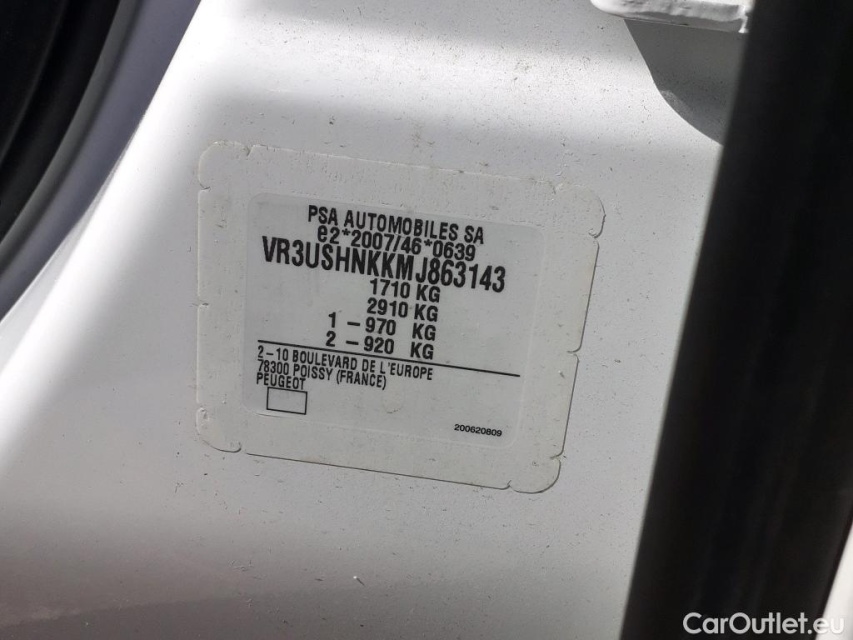 PSA AUTOMOBILES SA
e2*2007/46*0639
VR3USHNKKMJ863143
1710 KG
2910 KG
1 – 970 KG
2 – 920 KG
2 – 10 BOULEVARD DE L'EUROPE
78300 POISSY (FRANCE)
PEUGEOT
200620809
CarOutlet.eu